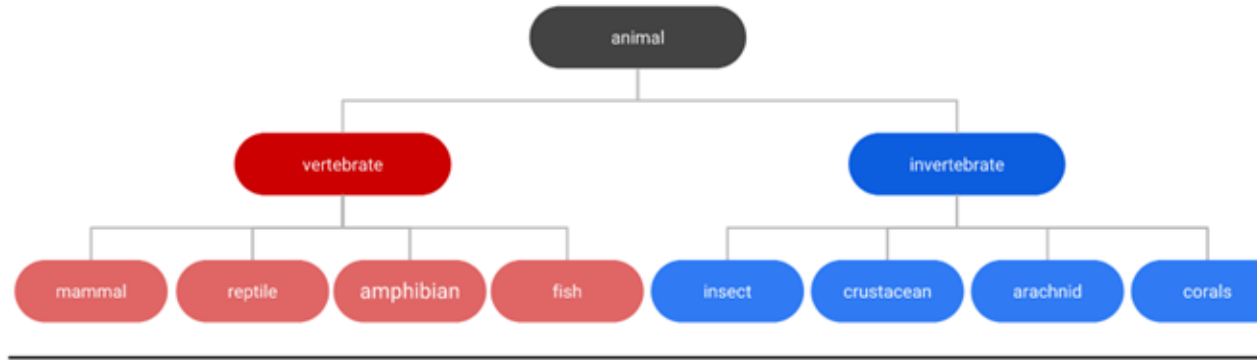 animal
vertebrate invertebrate
mammal reptile amphibian fish insect crustacean arachnid corals